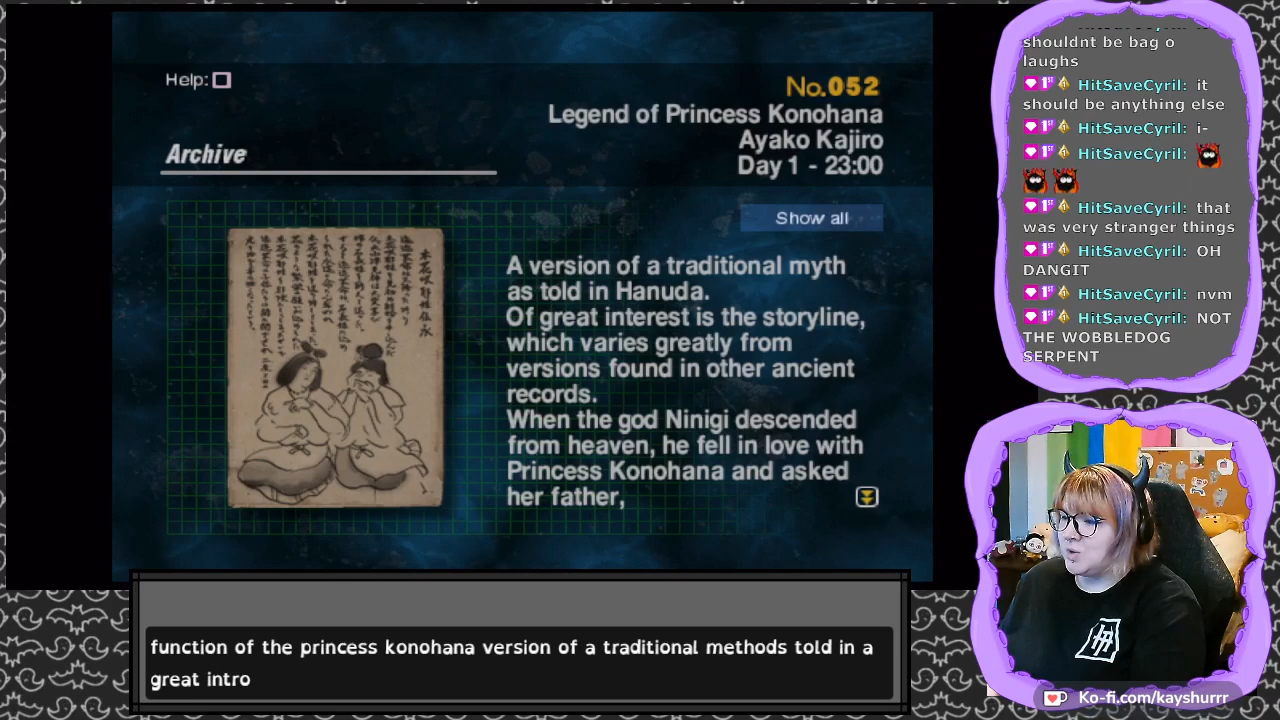 Help:
No.052
Legend of Princess Konohana
Ayako Kajiro
Day 1 - 23:00
Archive
Show all
A version of a traditional myth
as told in Hanuda.
Of great interest is the storyline,
which varies greatly from
versions found in other ancient
records.
When the god Ninigi descended
from heaven, he fell in love with
Princess Konohana and asked
her father,
function of the princess konohana version of a traditional methods told in a
great intro
shouldnt be bag o
laughs
HitSaveCyril: it
should be anything else
HitSaveCyril: i-
HitSaveCyril:
HitSaveCyril: that
was very stranger things
HitSaveCyril: OH
DANGIT
HitSaveCyril: nvm
HitSaveCyril: NOT
THE WOBBLEDOG
SERPENT
Ko-fi.com/kayshurrr